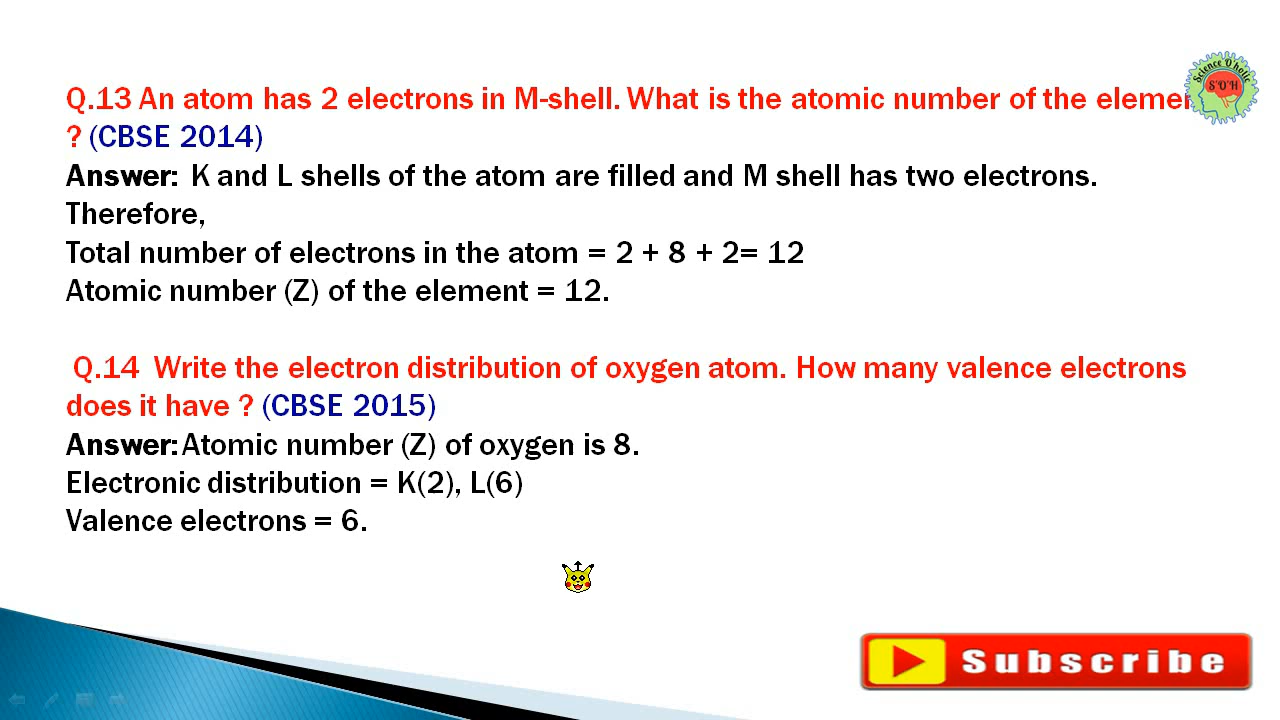 Q.13 An atom has 2 electrons in M-shell. What is the atomic number of the elemen
? (CBSE 2014)
Answer: K and L shells of the atom are filled and M shell has two electrons.
Therefore,
Total number of electrons in the atom = 2 + 8 + 2= 12
Atomic number (Z) of the element = 12.
Q.14 Write the electron distribution of oxygen atom. How many valence electrons
does it have ? (CBSE 2015)
Answer: Atomic number (Z) of oxygen is 8.
Electronic distribution = K(2), L(6)
Valence electrons = 6.
Science O'holic
S'O'H
Subscribe